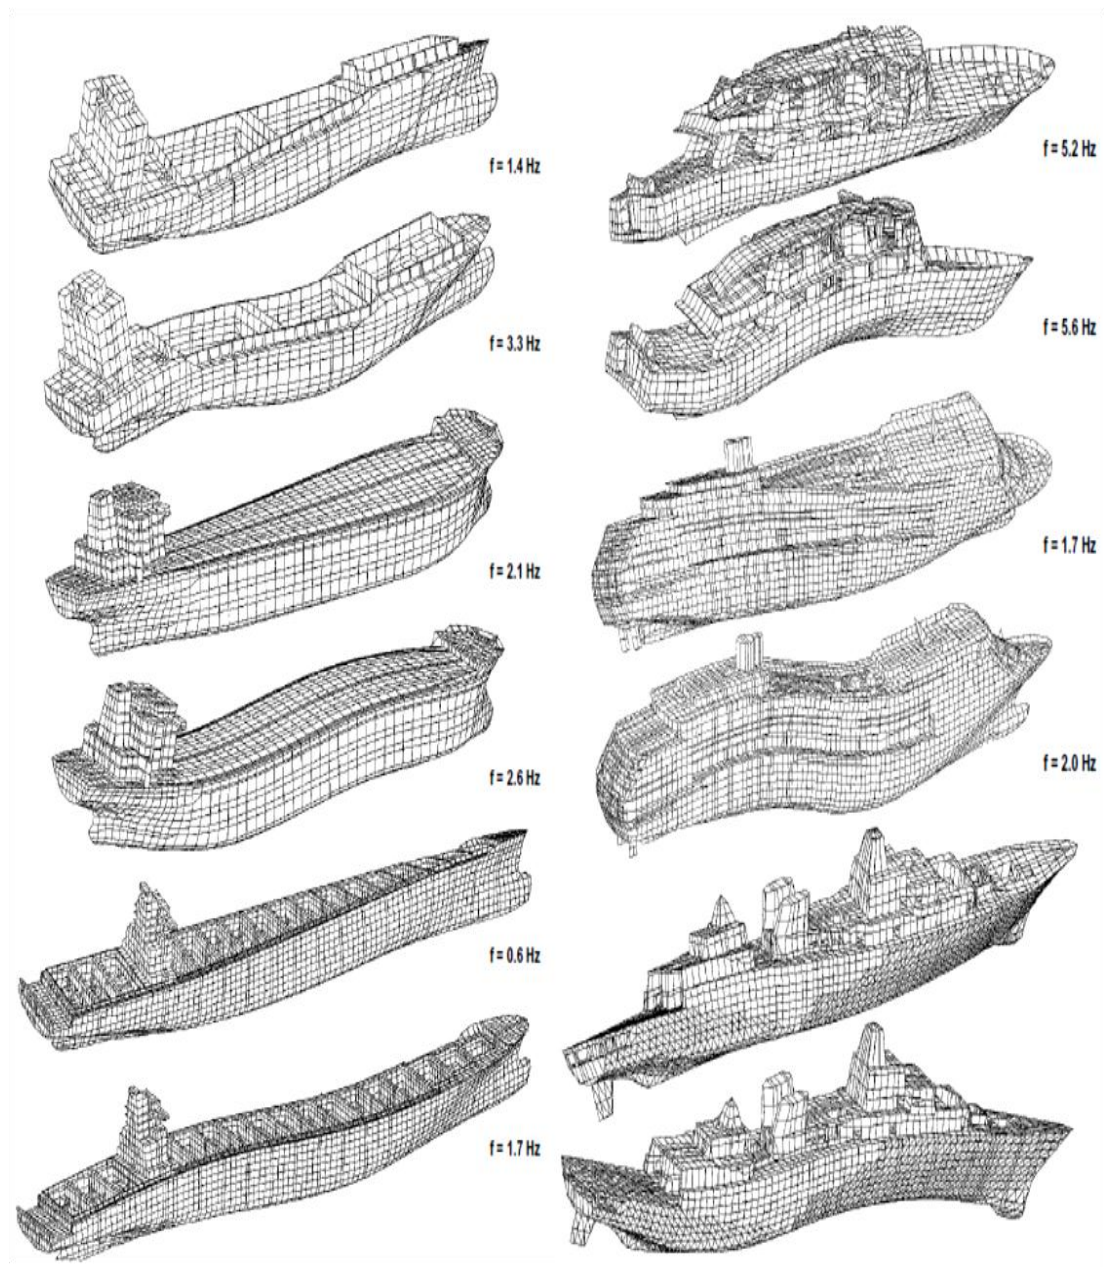 f = 1.4 Hz
f = 3.3 Hz
f = 2.1 Hz
f = 2.6 Hz
f = 0.6 Hz
f = 1.7 Hz
f = 5.2 Hz
f = 5.6 Hz
f = 1.7 Hz
f = 2.0 Hz